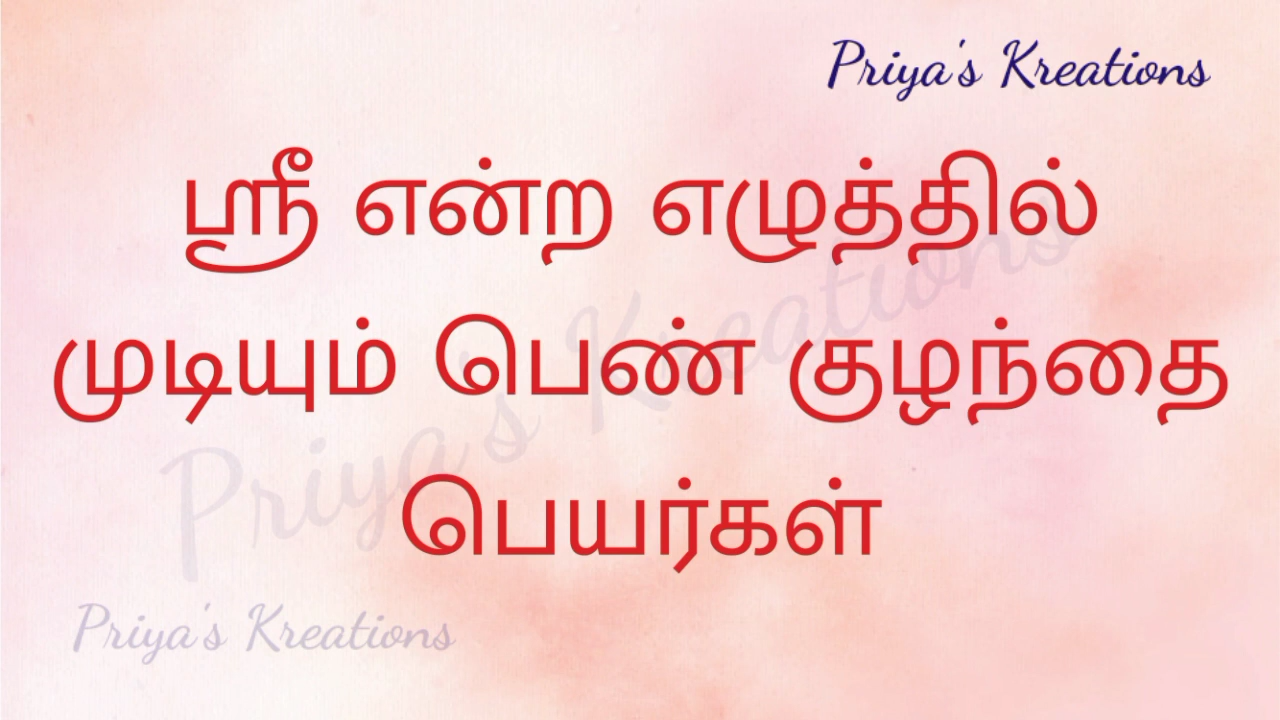 Priya's Kreations
ஸ்ரீ என்ற எழுத்தில்
முடியும் பெண் குழந்தை
பெயர்கள்
Priya's Kreations
Priya's Kreations